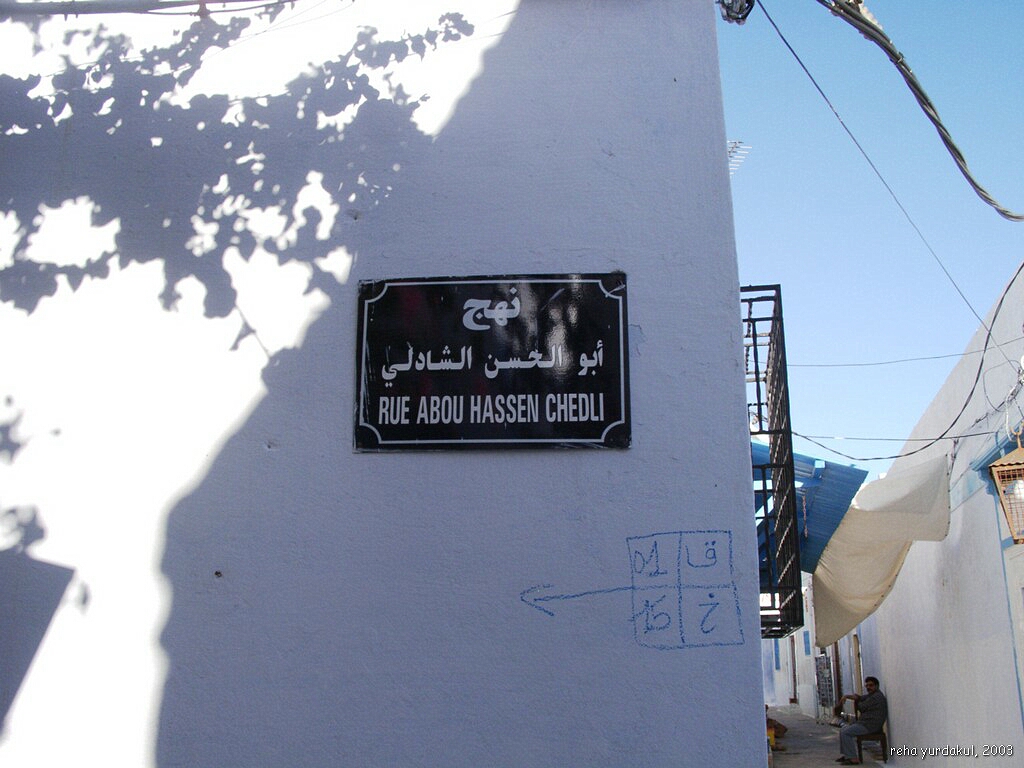 نهج
أبو الحسن الشادلي
RUE ABOU HASSEN CHEDLI
ق
خ
reha yurdakul, 2003